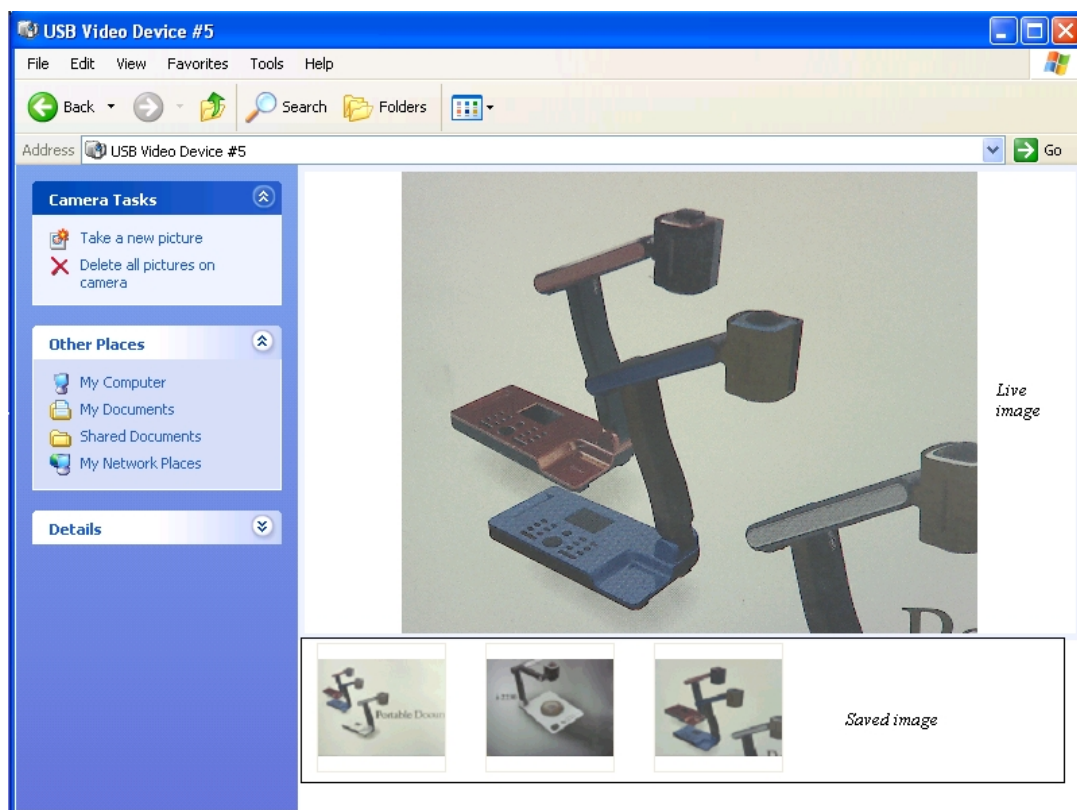 USB Video Device #5
File Edit View Favorites Tools Help
Back Search Folders
Address USB Video Device #5 Go
Camera Tasks
Take a new picture
Delete all pictures on
camera
Other Places
My Computer
My Documents
Shared Documents
My Network Places
Details
Live
image
Portable Docum
Saved image